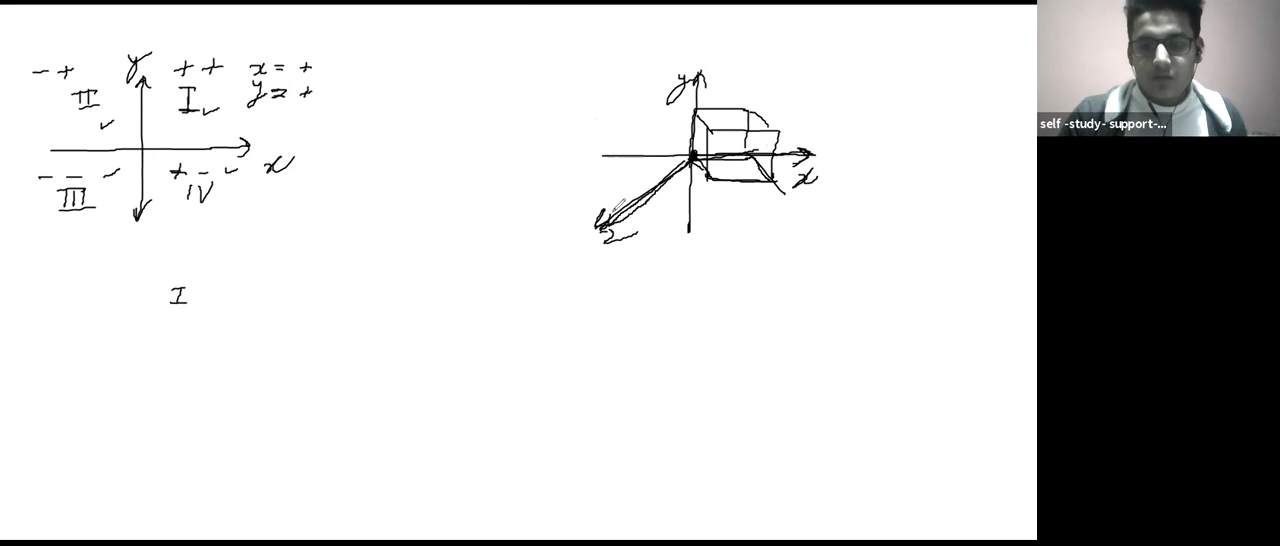 - + y + + x = +
II I y = +
x
- - + -
III IV
I
y
x
z
self -study- support-...